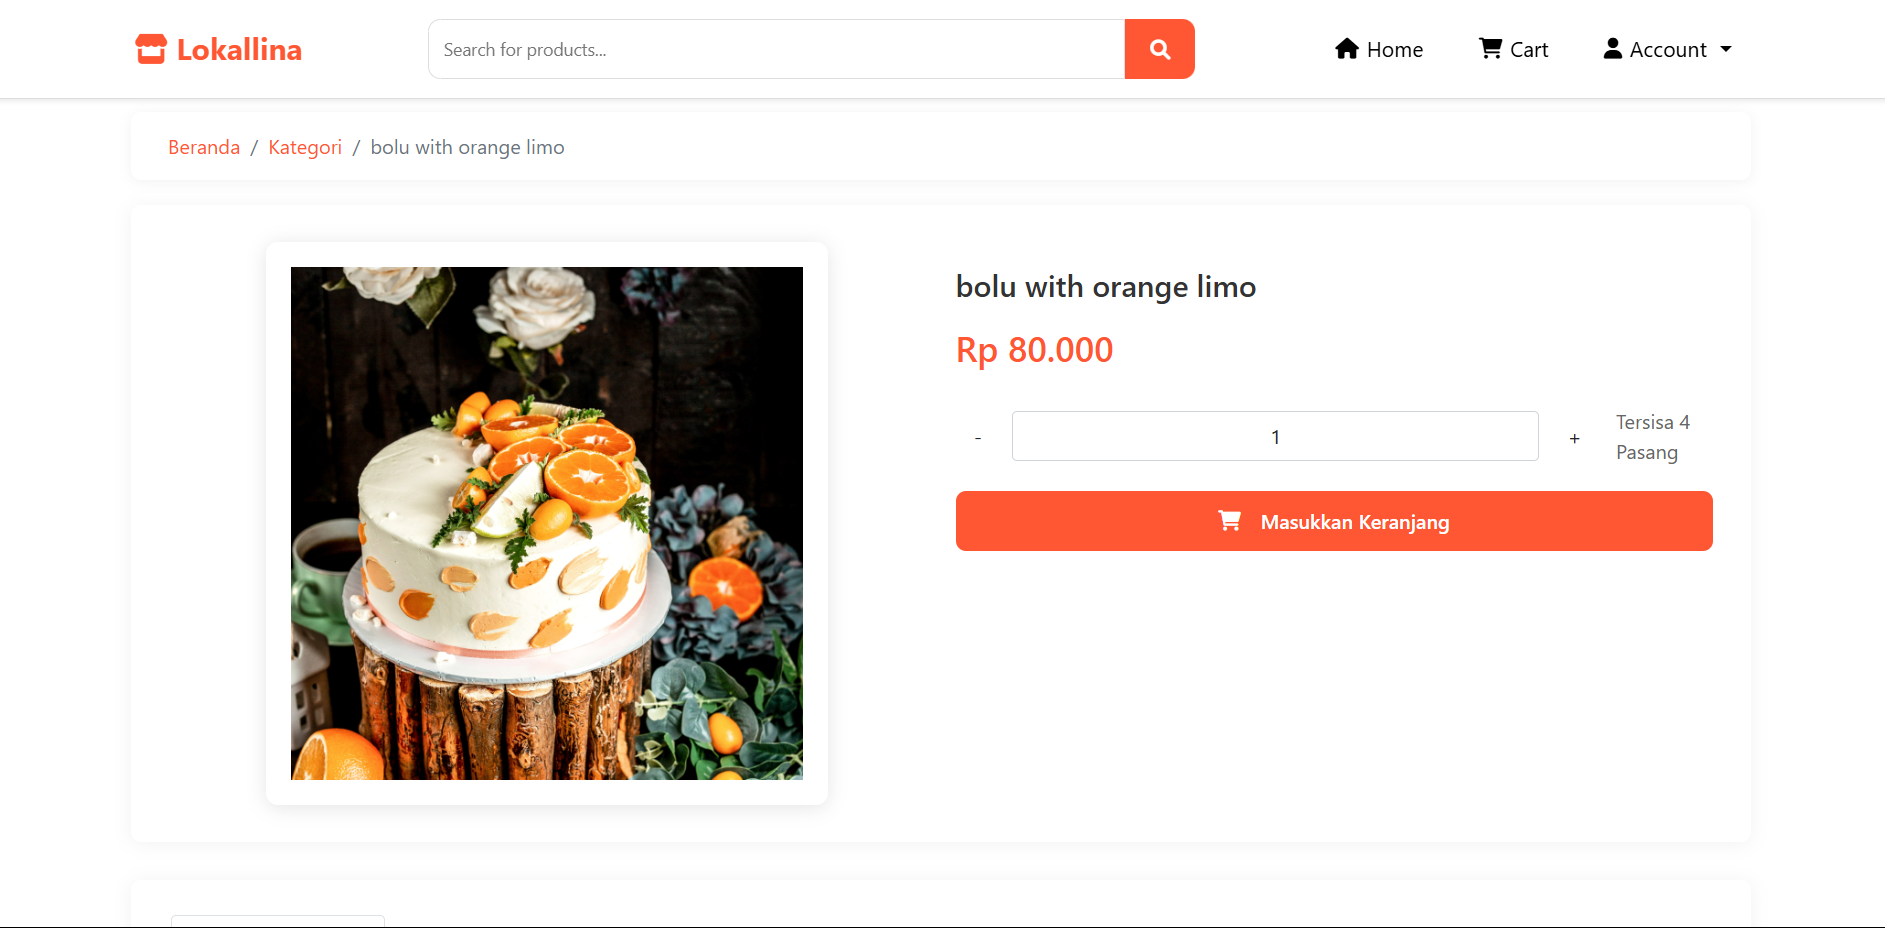 Lokallina
Search for products...
Home
Cart
Account
Beranda / Kategori / bolu with orange limo
bolu with orange limo
Rp 80.000
-
1
+
Tersisa 4
Pasang
Masukkan Keranjang